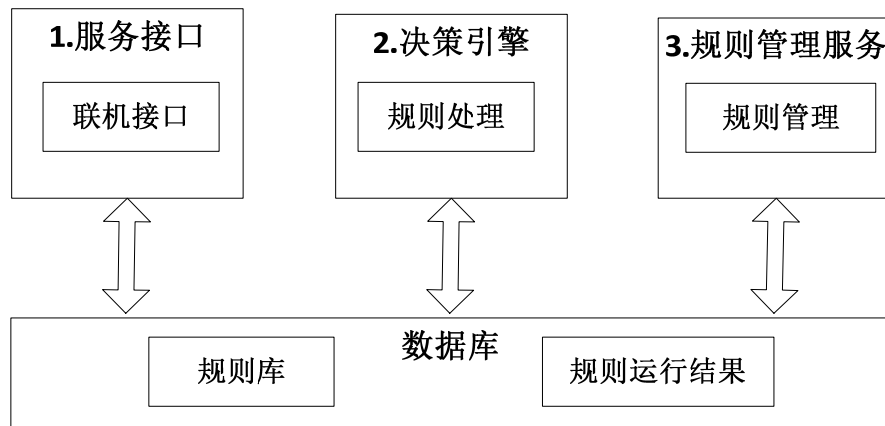 1.服务接口
联机接口
2.决策引擎
规则处理
3.规则管理服务
规则管理
数据库
规则库
规则运行结果